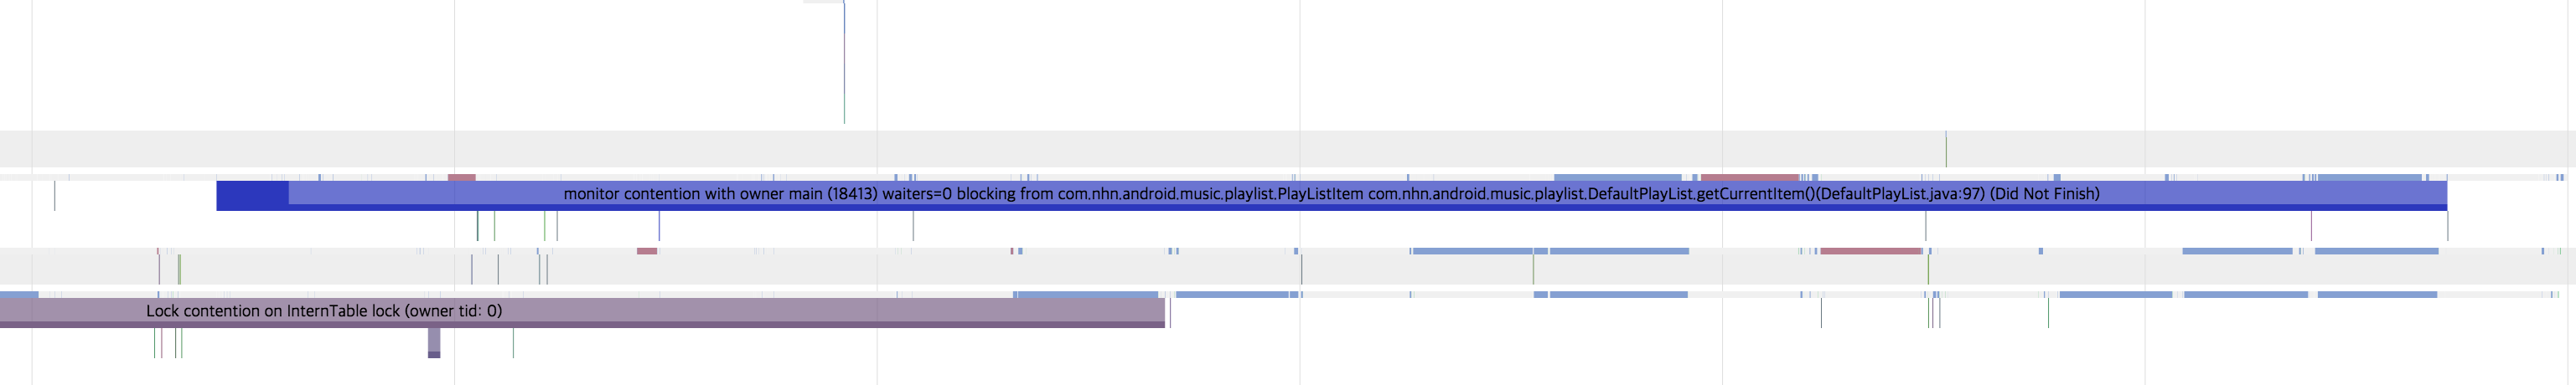 monitor contention with owner main (18413) waiters=0 blocking from com.nhn.android.music.playlist.PlayListItem com.nhn.android.music.playlist.DefaultPlayList.getCurrentItem()(DefaultPlayList.java:97) (Did Not Finish)
Lock contention on InternTable lock (owner tid: 0)